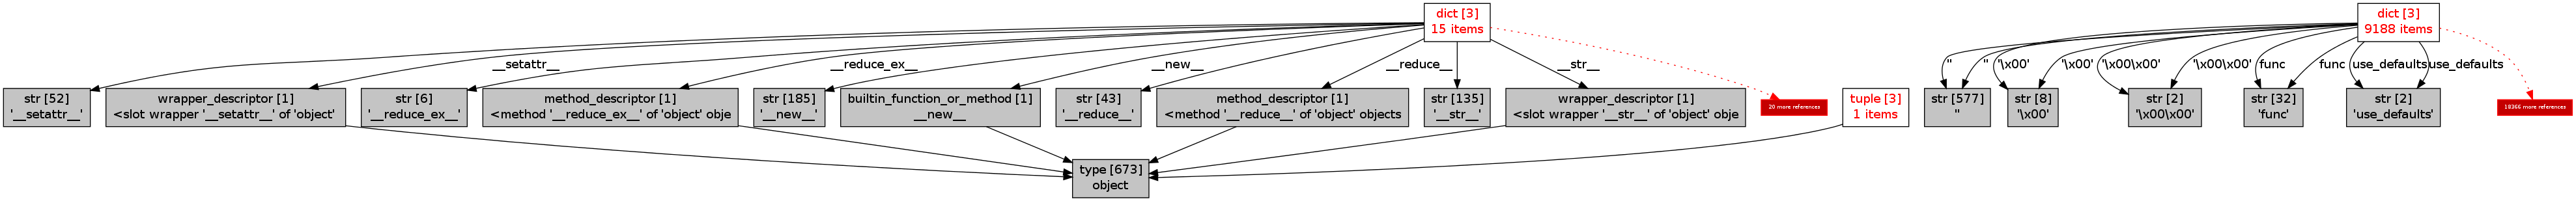 dict [3]
15 items
dict [3]
9188 items
__setattr__
__reduce_ex__
__new__
__reduce__
__str__
''
''
'\x00'
'\x00'
'\x00\x00'
'\x00\x00'
func
func
use_defaults
use_defaults
str [52]
'__setattr__'
wrapper_descriptor [1]
<slot wrapper '__setattr__' of 'object'
str [6]
'__reduce_ex__'
method_descriptor [1]
<method '__reduce_ex__' of 'object' obje
str [185]
'__new__'
builtin_function_or_method [1]
__new__
str [43]
'__reduce__'
method_descriptor [1]
<method '__reduce__' of 'object' objects
str [135]
'__str__'
wrapper_descriptor [1]
<slot wrapper '__str__' of 'object' obje
20 more references
tuple [3]
1 items
str [577]
''
str [8]
'\x00'
str [2]
'\x00\x00'
str [32]
'func'
str [2]
'use_defaults'
18366 more references
type [673]
object